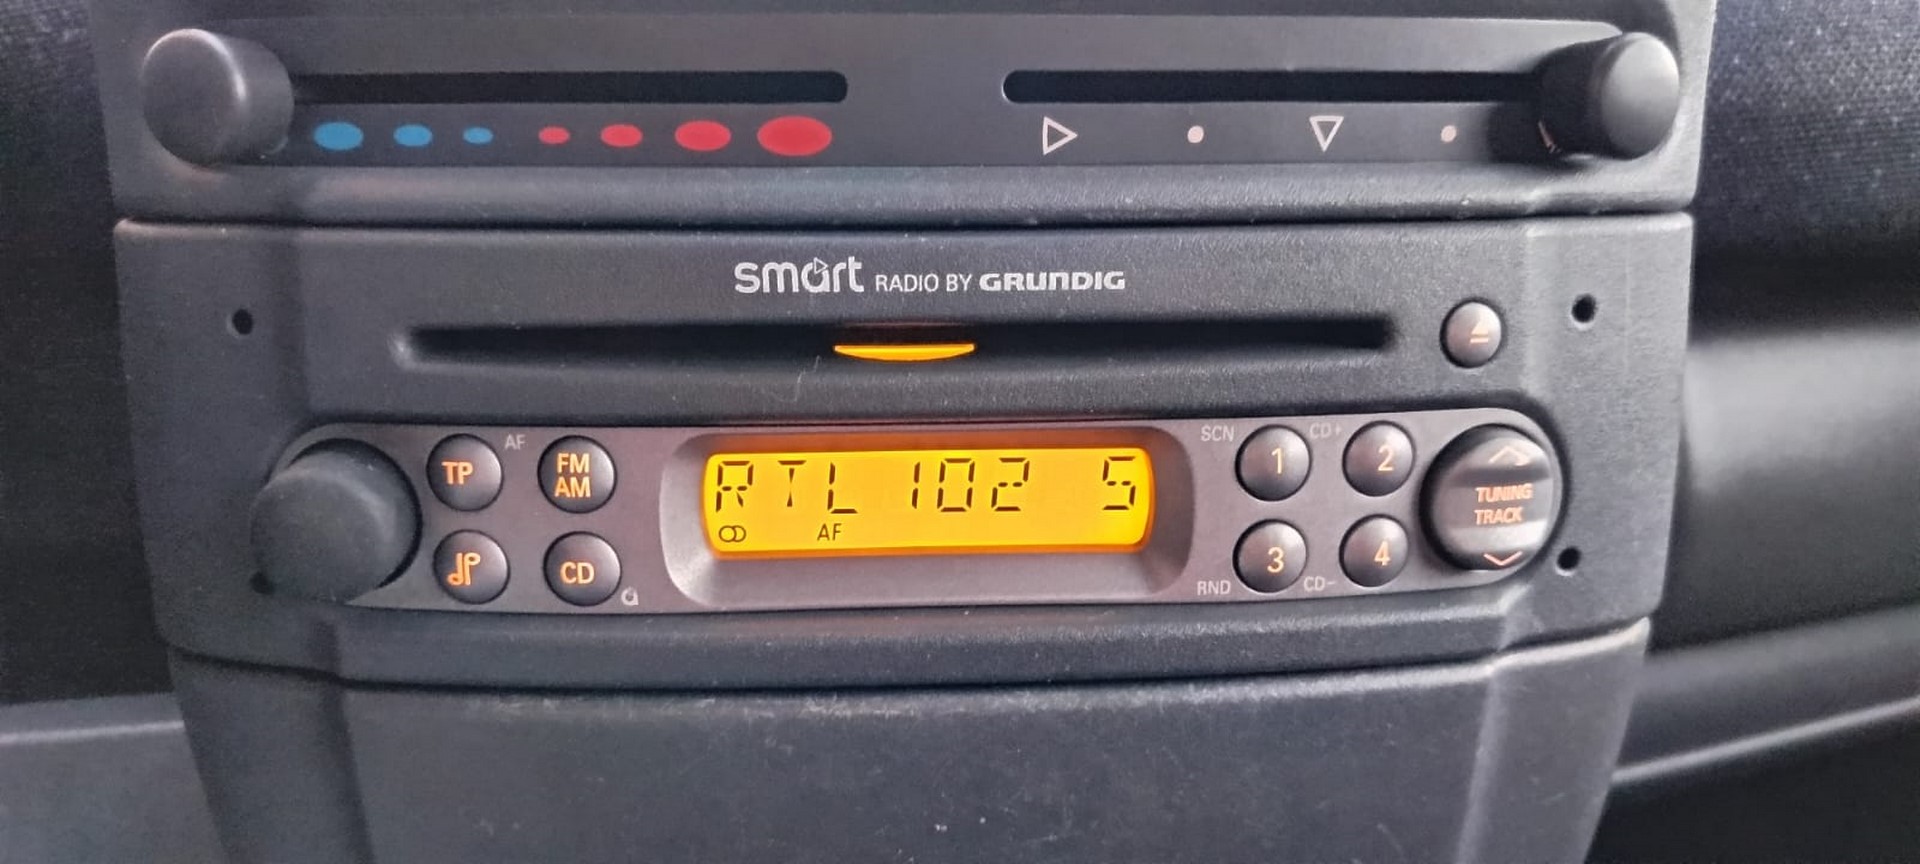 smart RADIO BY GRUNDIG
TP AF FM AM
CD
RTL 102 5
AF
SCN 1 CD+ 2
RND 3 CD- 4
TUNING
TRACK